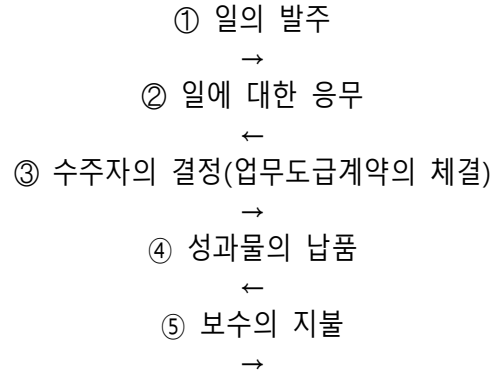 ① 일의 발주
→
② 일에 대한 응무
←
③ 수주자의 결정(업무도급계약의 체결)
→
④ 성과물의 납품
←
⑤ 보수의 지불
→